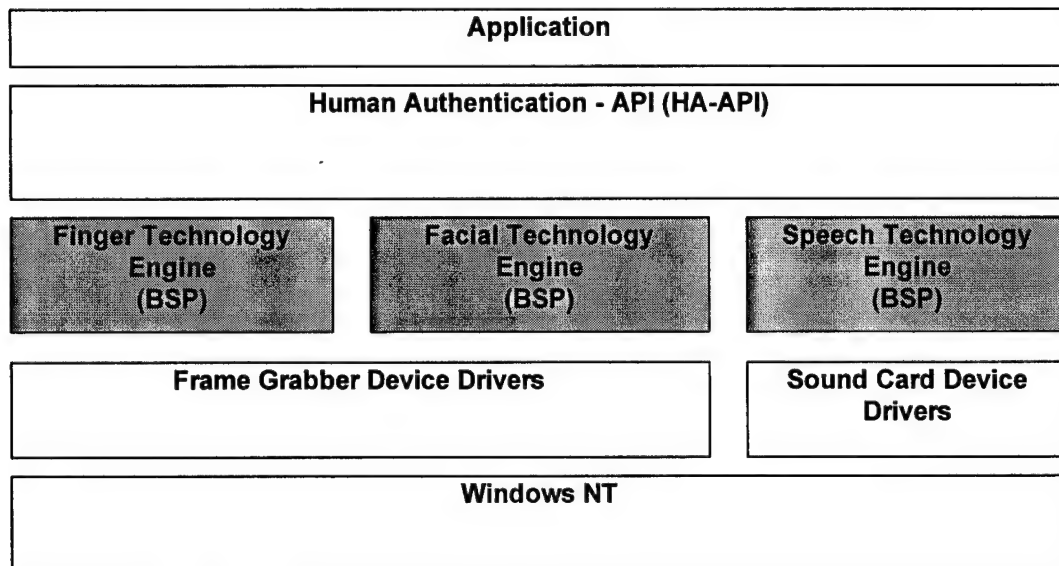 Application
Human Authentication - API (HA-API)
Finger Technology
Engine
(BSP)
Facial Technology
Engine
(BSP)
Speech Technology
Engine
(BSP)
Frame Grabber Device Drivers
Sound Card Device
Drivers
Windows NT